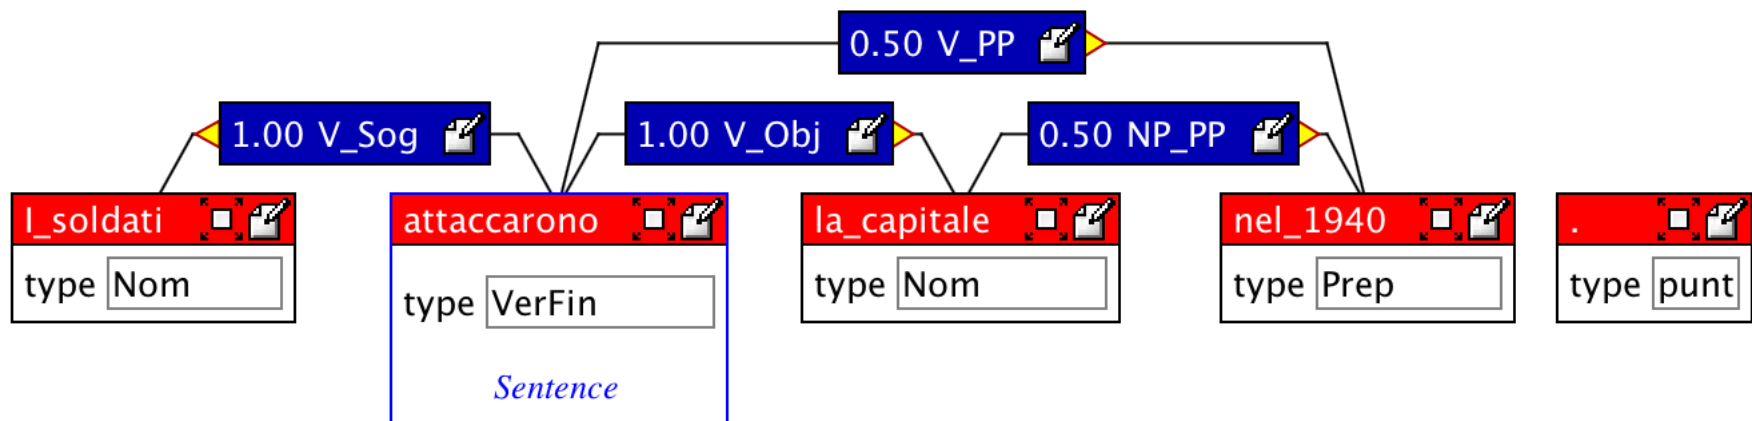 0.50 V_PP
1.00 V_Sog
1.00 V_Obj
0.50 NP_PP
I_soldati
attaccarono
la_capitale
nel_1940
.
type Nom
type VerFin
type Nom
type Prep
type punt
Sentence